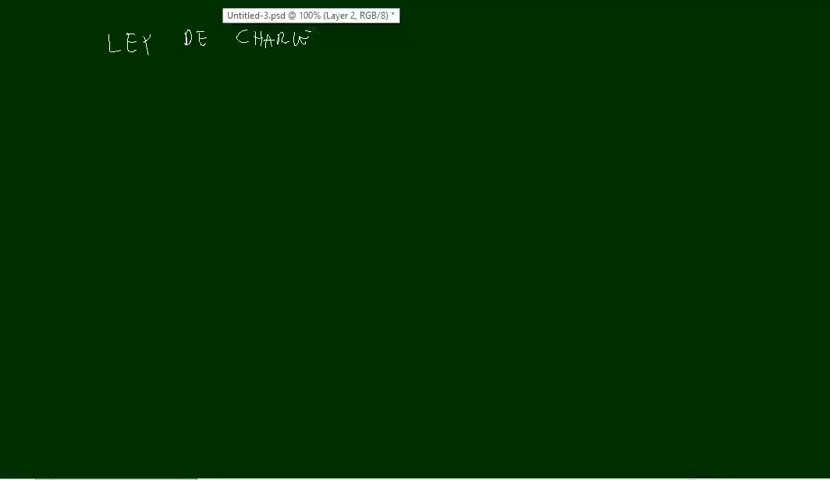 Untitled-3.psd @ 100% (Layer 2, RGB/8) *
LEY DE